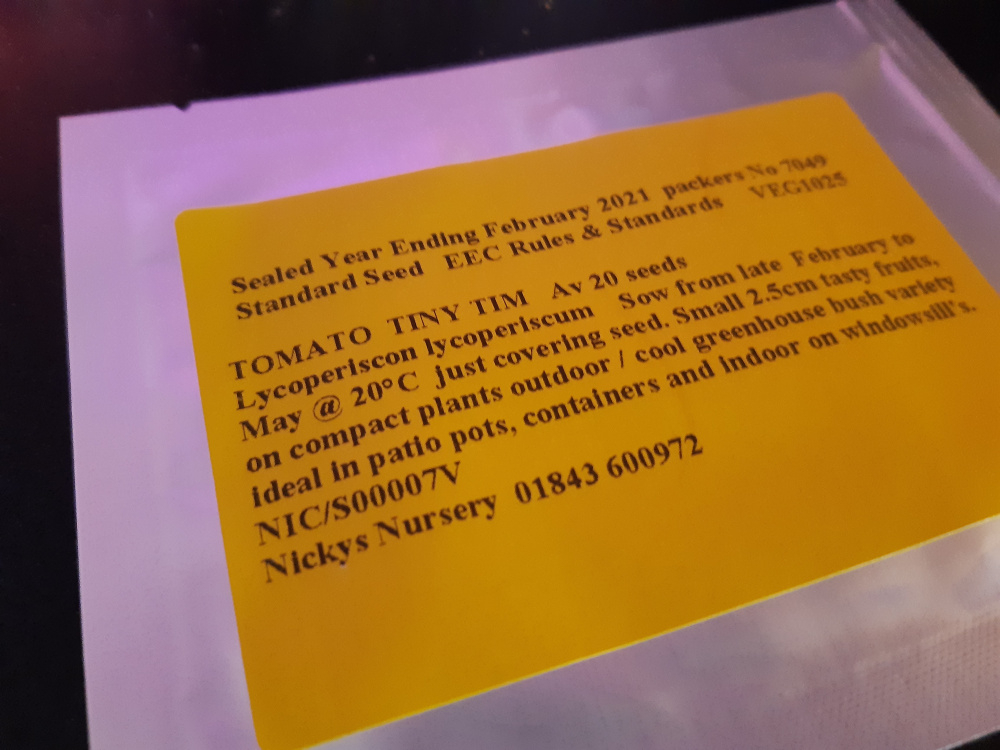 Sealed Year Ending February 2021 packers No 7049
Standard Seed EEC Rules & Standards VEG1025
TOMATO TINY TIM Av 20 seeds
Lycoperiscon lycoperiscum Sow from late February to
May @ 20°C just covering seed. Small 2.5cm tasty fruits,
on compact plants outdoor / cool greenhouse bush variety
ideal in patio pots, containers and indoor on windowsill's.
NIC/S00007V
Nickys Nursery 01843 600972